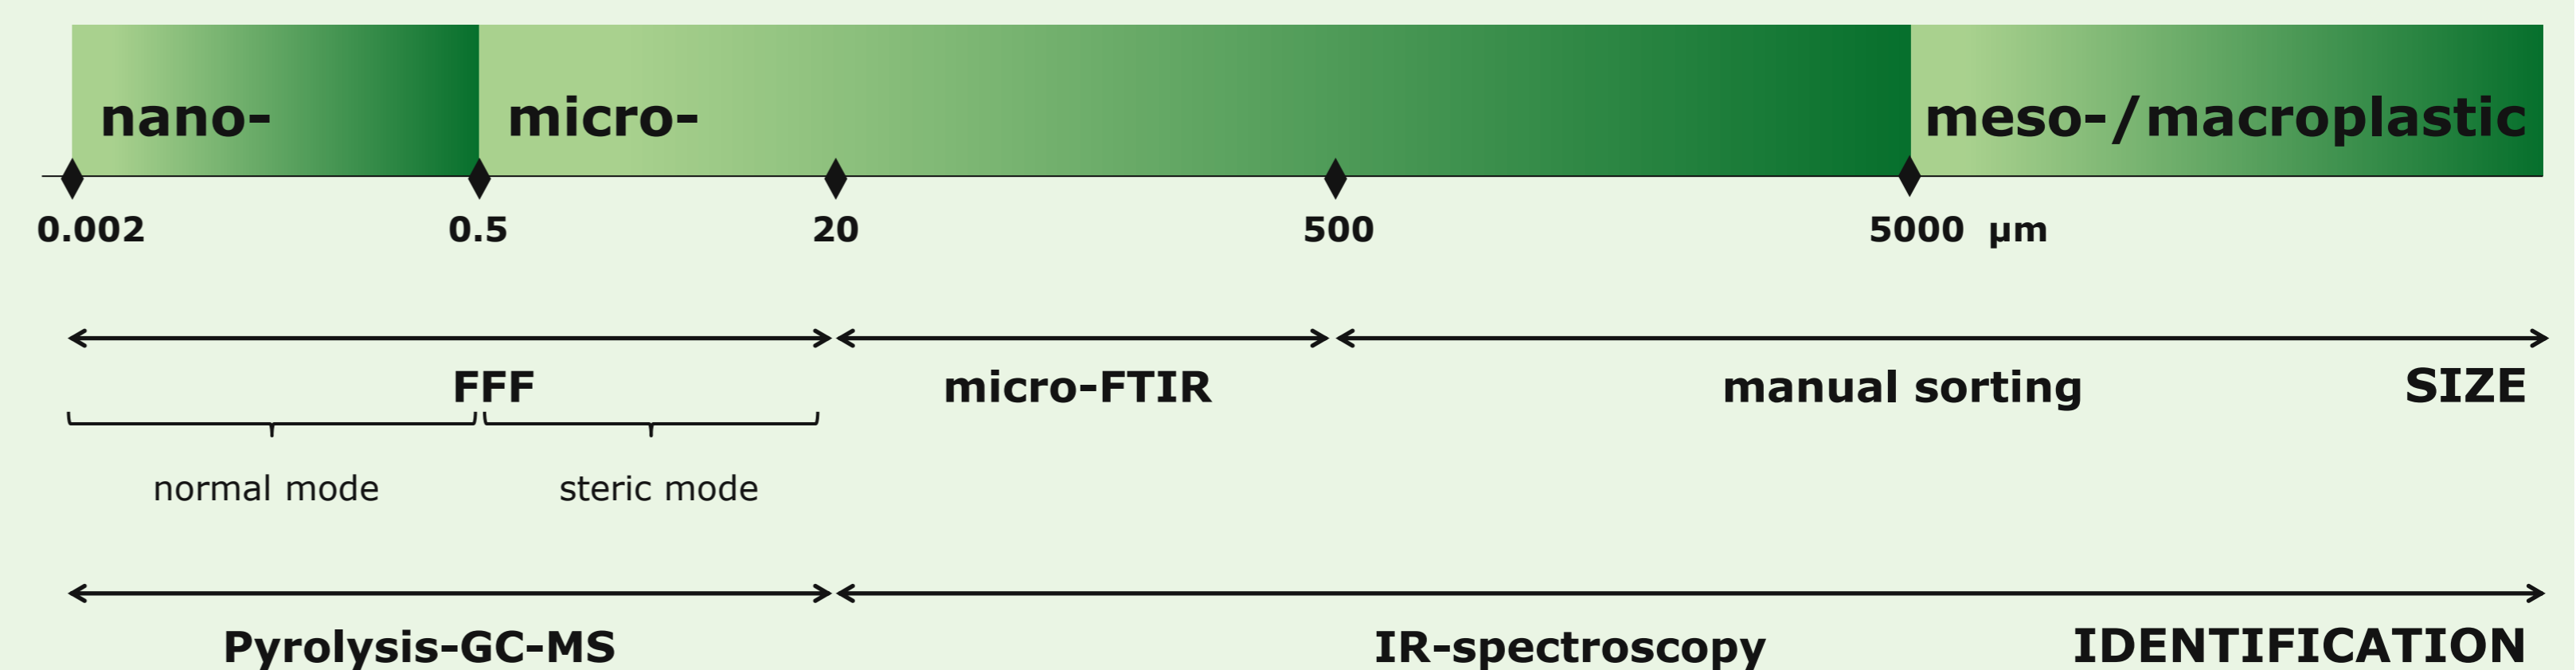 nano- micro- meso-/macroplastic
0.002 0.5 20 500 5000 µm
FFF micro-FTIR manual sorting SIZE
normal mode steric mode
Pyrolysis-GC-MS IR-spectroscopy IDENTIFICATION